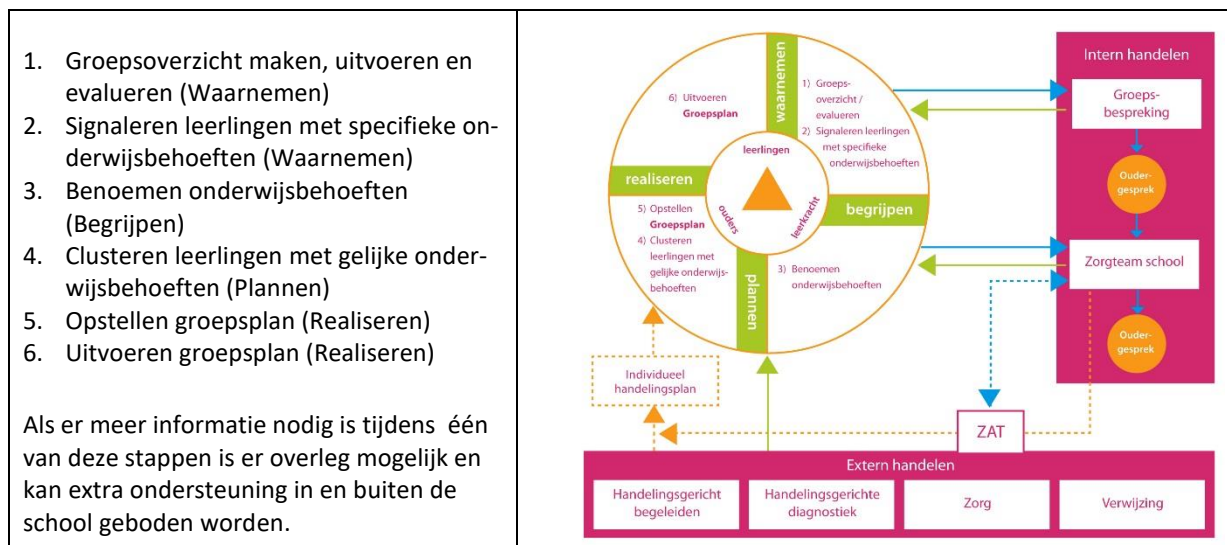 1. Groepsoverzicht maken, uitvoeren en
evalueren (Waarnemen)
2. Signaleren leerlingen met specifieke on-
derwijsbehoeften (Waarnemen)
3. Benoemen onderwijsbehoeften
(Begrijpen)
4. Clusteren leerlingen met gelijke onder-
wijsbehoeften (Plannen)
5. Opstellen groepsplan (Realiseren)
6. Uitvoeren groepsplan (Realiseren)
Als er meer informatie nodig is tijdens één
van deze stappen is er overleg mogelijk en
kan extra ondersteuning in en buiten de
school geboden worden.
waarnemen
1) Groeps-
overzicht /
evalueren
2) Signaleren leerlingen
met specifieke
onderwijsbehoeften
begrijpen
3) Benoemen
onderwijsbehoeften
plannen
4) Clusteren
leerlingen met
gelijke onderwijs-
behoeften
5) Opstellen
Groepsplan
realiseren
6) Uitvoeren
Groepsplan
leerlingen
leerkracht
ouders
Individueel
handelingsplan
Intern handelen
Groeps-
bespreking
Ouder-
gesprek
Zorgteam school
Ouder-
gesprek
ZAT
Extern handelen
Handelingsgericht
begeleiden
Handelingsgerichte
diagnostiek
Zorg
Verwijzing